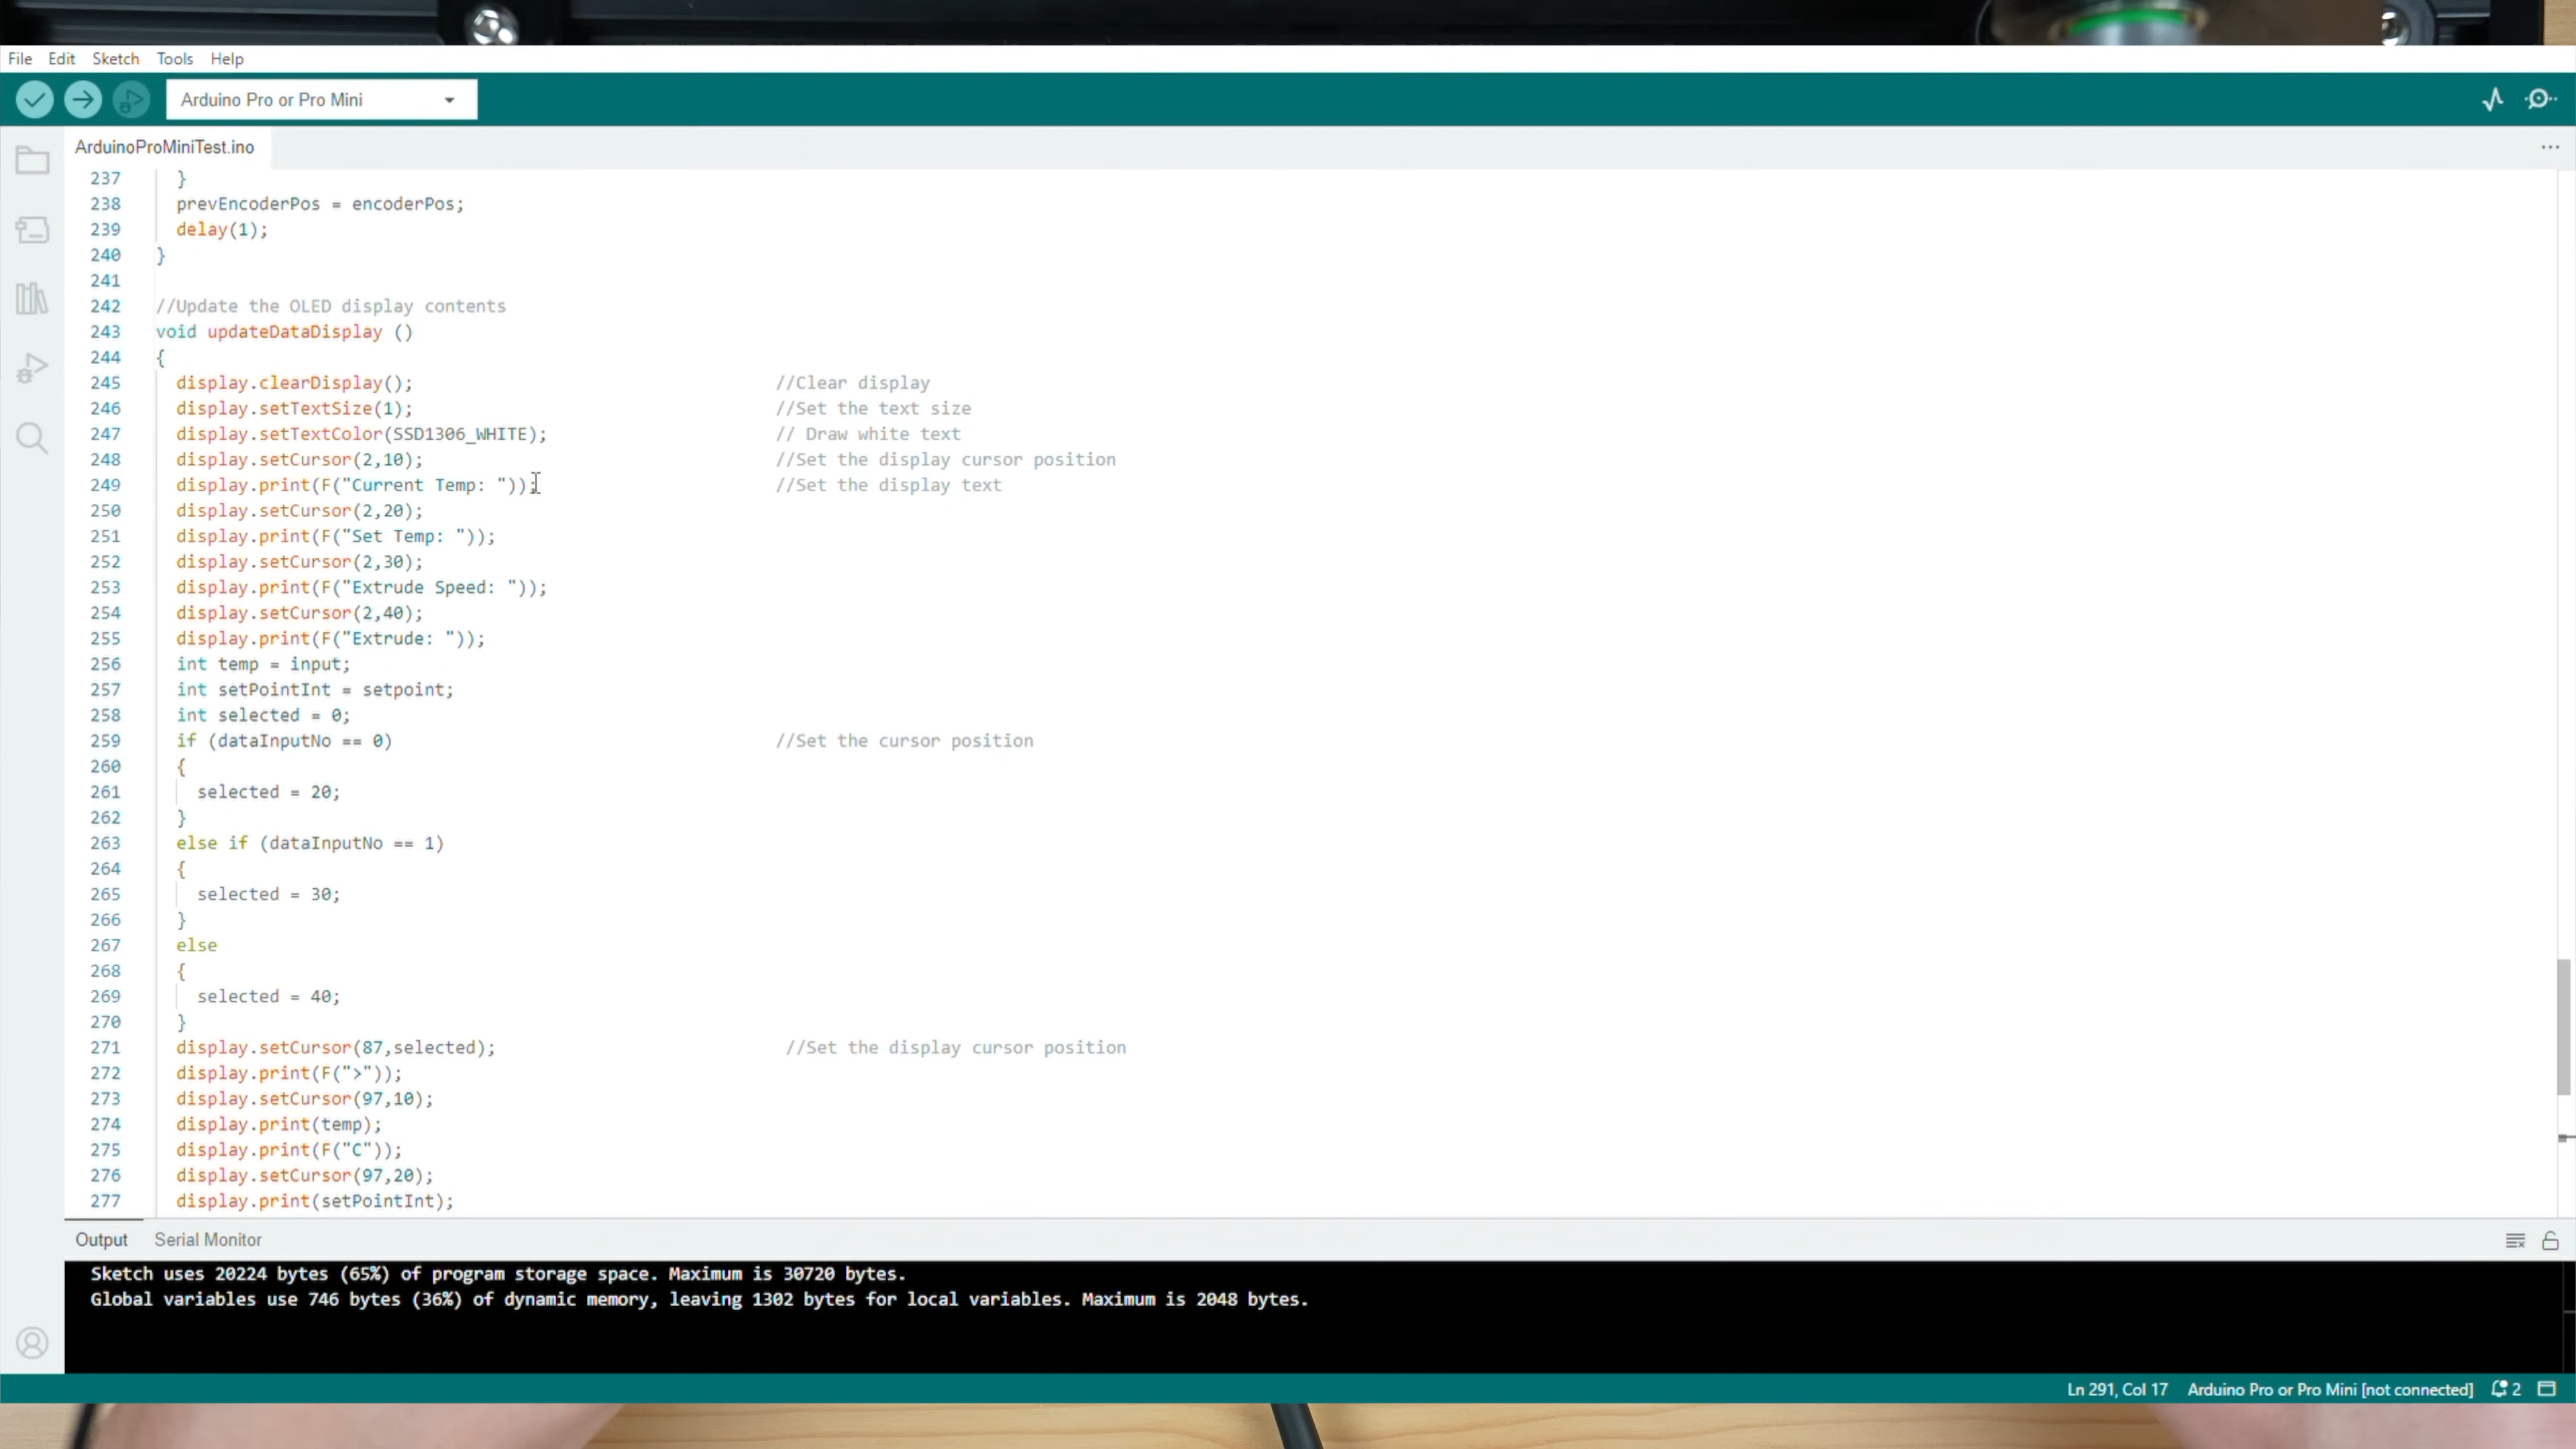 File Edit Sketch Tools Help
Arduino Pro or Pro Mini
ArduinoProMiniTest.ino
237 }
238 prevEncoderPos = encoderPos;
239 delay(1);
240 }
241
242 //Update the OLED display contents
243 void updateDataDisplay ()
244 {
245 display.clearDisplay(); //Clear display
246 display.setTextSize(1); //Set the text size
247 display.setTextColor(SSD1306_WHITE); // Draw white text
248 display.setCursor(2,10); //Set the display cursor position
249 display.print(F("Current Temp: ")); //Set the display text
250 display.setCursor(2,20);
251 display.print(F("Set Temp: "));
252 display.setCursor(2,30);
253 display.print(F("Extrude Speed: "));
254 display.setCursor(2,40);
255 display.print(F("Extrude: "));
256 int temp = input;
257 int setPointInt = setpoint;
258 int selected = 0;
259 if (dataInputNo == 0) //Set the cursor position
260 {
261 selected = 20;
262 }
263 else if (dataInputNo == 1)
264 {
265 selected = 30;
266 }
267 else
268 {
269 selected = 40;
270 }
271 display.setCursor(87,selected); //Set the display cursor position
272 display.print(F(">"));
273 display.setCursor(97,10);
274 display.print(temp);
275 display.print(F("C"));
276 display.setCursor(97,20);
277 display.print(setPointInt);
Output Serial Monitor
Sketch uses 20224 bytes (65%) of program storage space. Maximum is 30720 bytes.
Global variables use 746 bytes (36%) of dynamic memory, leaving 1302 bytes for local variables. Maximum is 2048 bytes.
Ln 291, Col 17 Arduino Pro or Pro Mini [not connected] 2